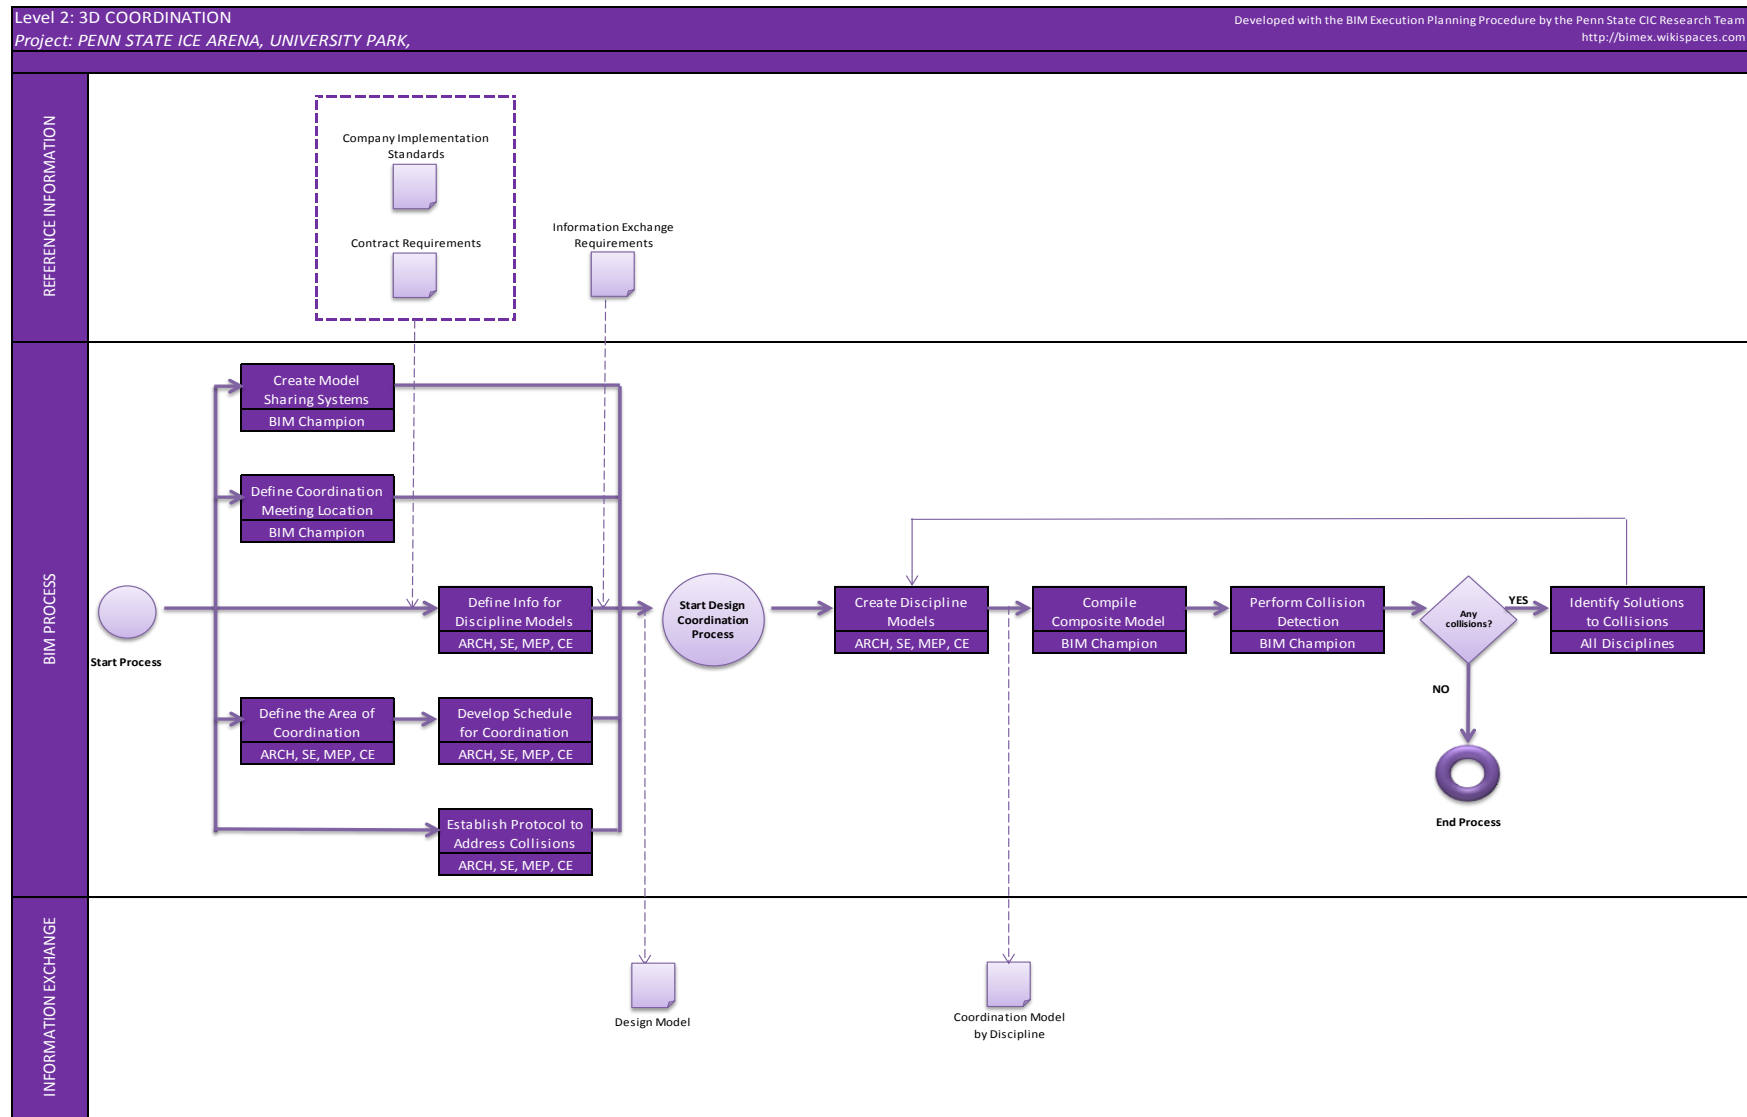 Level 2: 3D COORDINATION
Developed with the BIM Execution Planning Procedure by the Penn State CIC Research Team
Project: PENN STATE ICE ARENA, UNIVERSITY PARK,
http://bimex.wikispaces.com
REFERENCE INFORMATION
Company Implementation
Standards
Contract Requirements
Information Exchange
Requirements
BIM PROCESS
Start Process
Create Model
Sharing Systems
BIM Champion
Define Coordination
Meeting Location
BIM Champion
Define Info for
Discipline Models
ARCH, SE, MEP, CE
Define the Area of
Coordination
ARCH, SE, MEP, CE
Develop Schedule
for Coordination
ARCH, SE, MEP, CE
Establish Protocol to
Address Collisions
ARCH, SE, MEP, CE
Start Design
Coordination
Process
Create Discipline
Models
ARCH, SE, MEP, CE
Compile
Composite Model
BIM Champion
Perform Collision
Detection
BIM Champion
Any
collisions?
YES
Identify Solutions
to Collisions
All Disciplines
NO
End Process
INFORMATION EXCHANGE
Design Model
Coordination Model
by Discipline